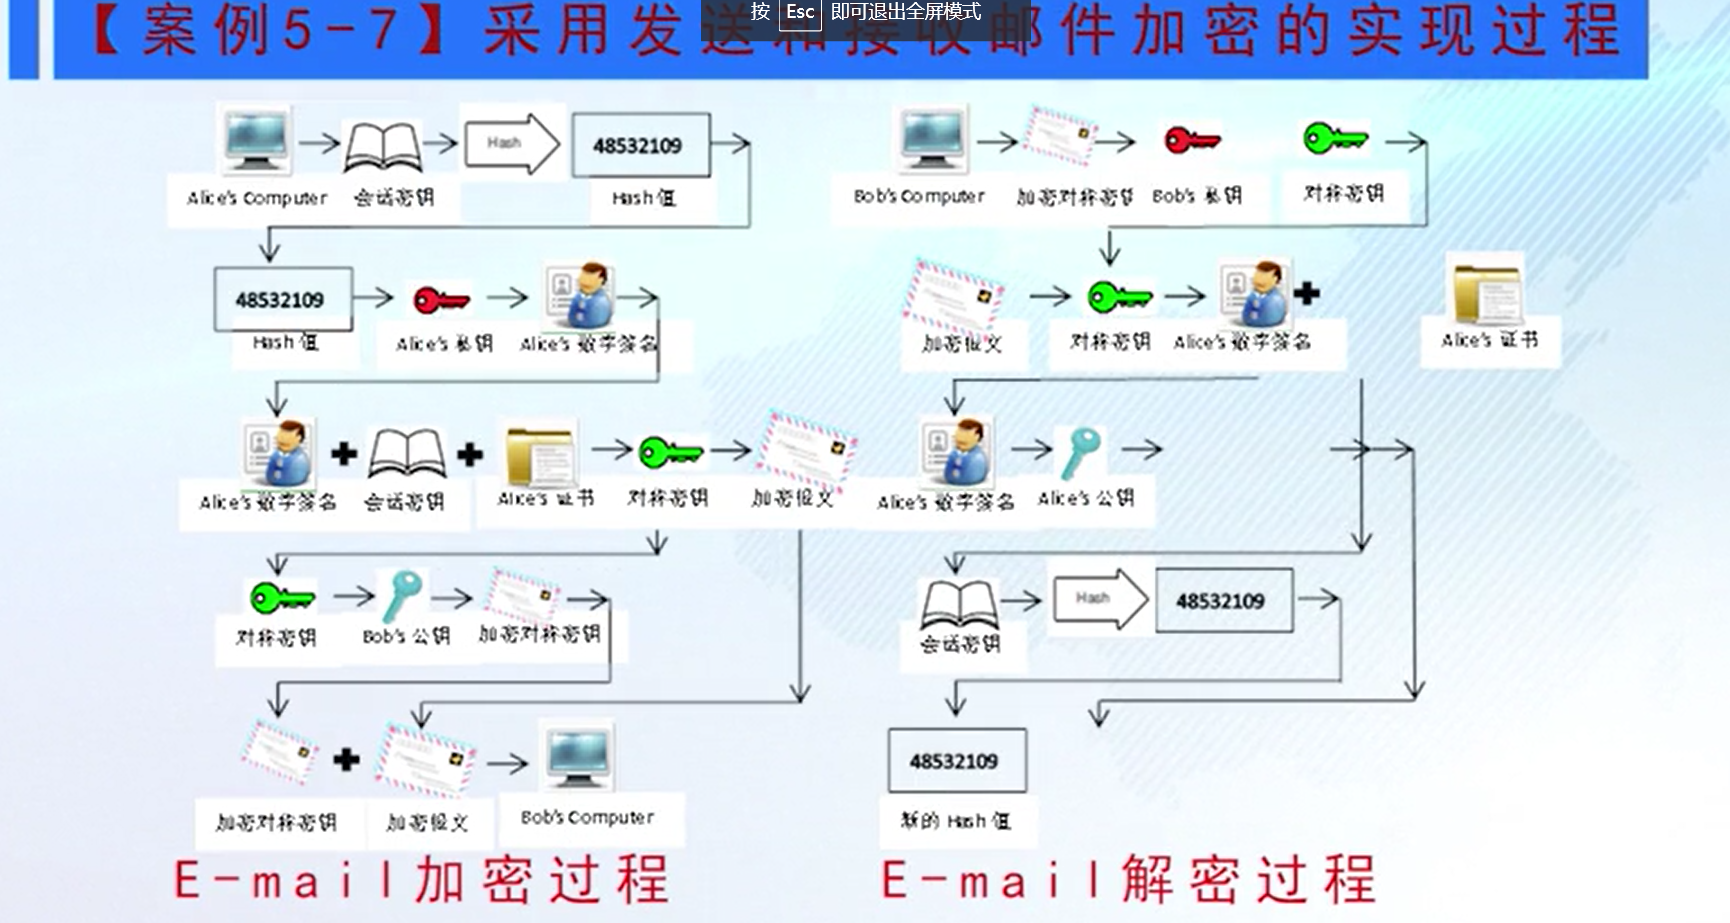 按 Esc 即可退出全屏模式
【案例5-7】采用发送和接收邮件加密的实现过程
Hash
48532109
Alice's Computer
会话密钥
Hash值
48532109
Hash值
Alice's 私钥
Alice's 数字签名
Alice's 数字签名
会话密钥
Alice's 证书
对称密钥
加密报文
对称密钥
Bob's 公钥
加密对称密钥
加密对称密钥
加密报文
Bob's Computer
E-mail加密过程
Bob's Computer
加密对称密钥
Bob's 私钥
对称密钥
加密报文
对称密钥
Alice's 数字签名
Alice's 证书
Alice's 数字签名
Alice's 公钥
Hash
48532109
会话密钥
48532109
新的 Hash 值
E-mail解密过程